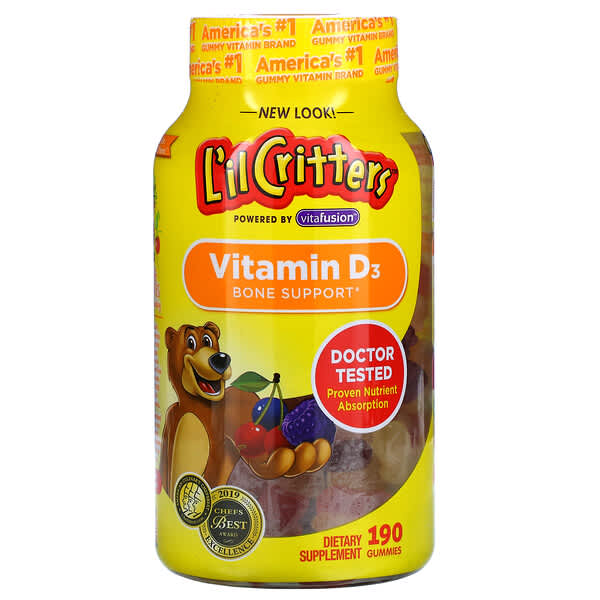 America's #1
GUMMY VITAMIN BRAND
America's #1
GUMMY VITAMIN BRAND
America's #1
GUMMY VITAMIN BRAND
NEW LOOK!
L'il Critters™
POWERED BY vitafusion™
Vitamin D3
BONE SUPPORT*
DOCTOR
TESTED
Proven Nutrient
Absorption
2019
CHEFS
BEST
AWARD
EXCELLENCE
DIETARY
SUPPLEMENT
190
GUMMIES